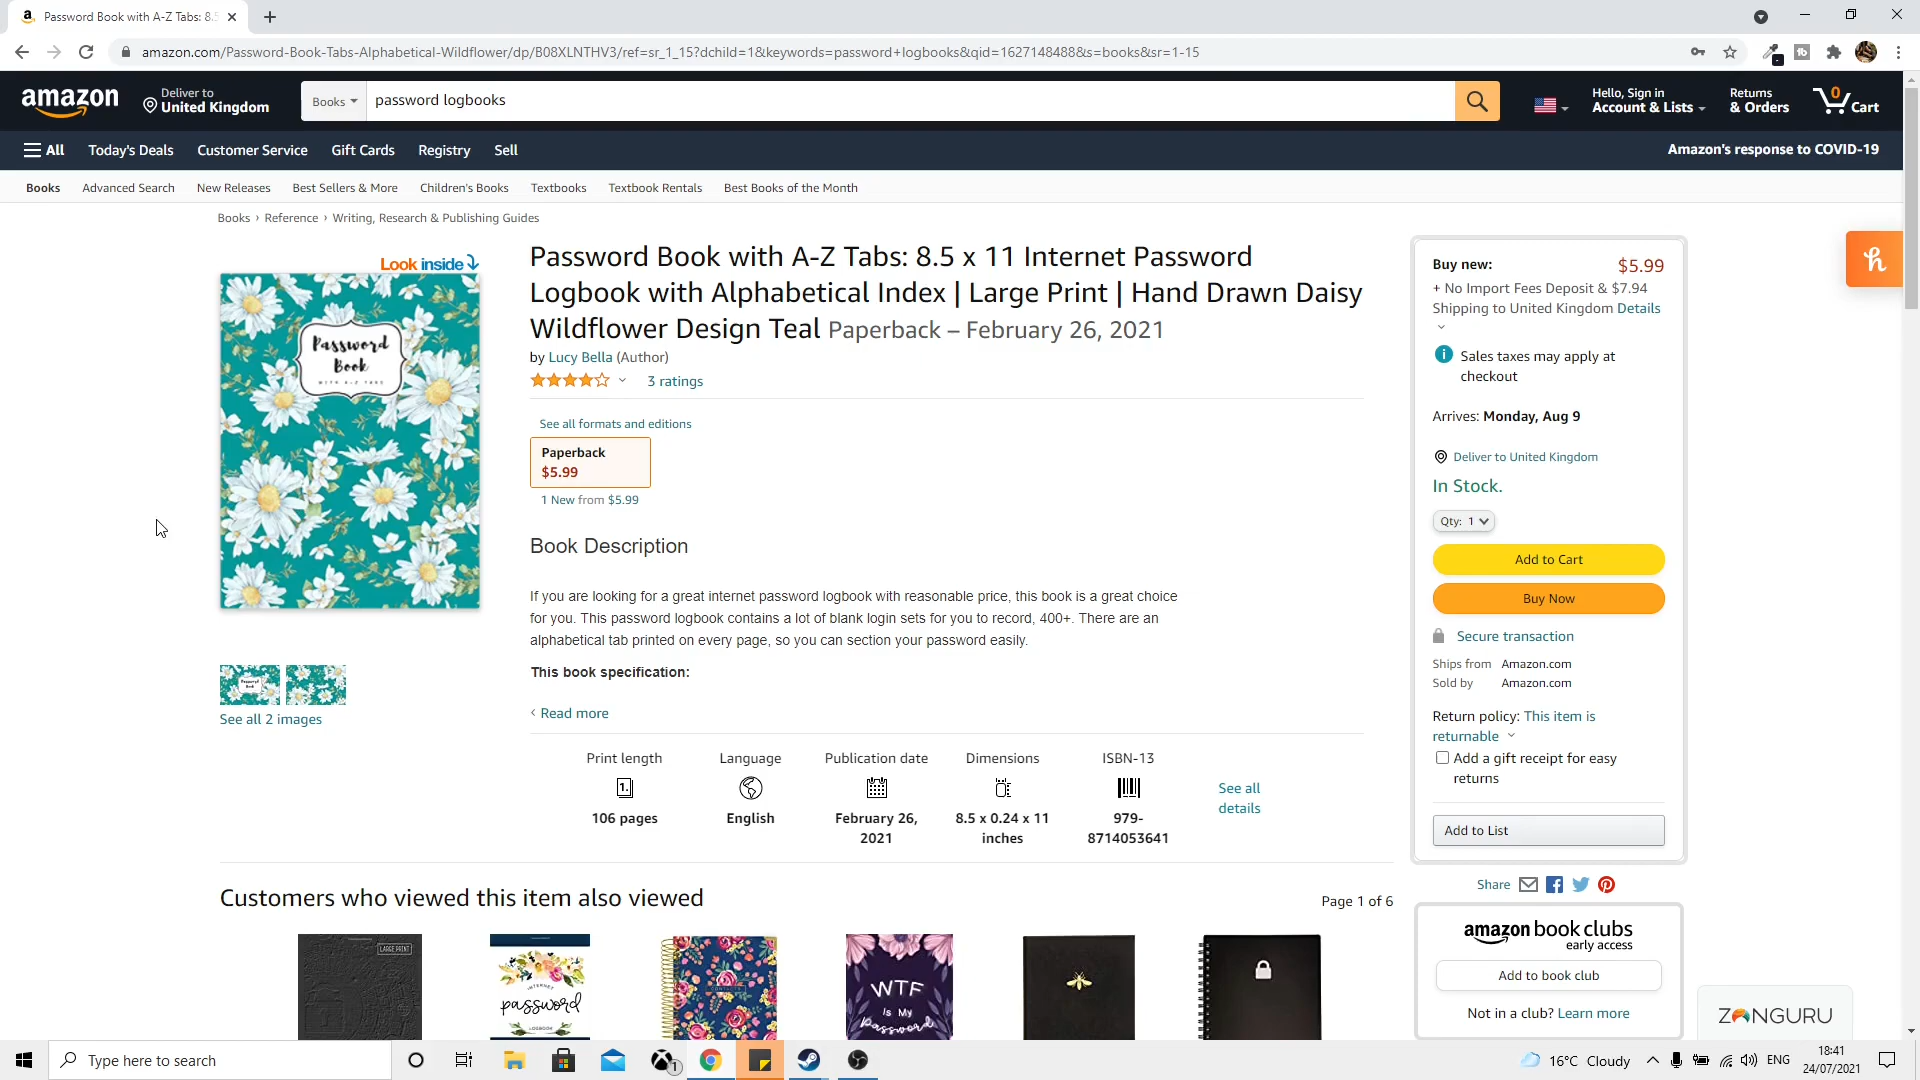 Password Book with A-Z Tabs: 8.5
amazon.com/Password-Book-Tabs-Alphabetical-Wildflower/dp/B08XLNTHV3/ref=sr_1_15?dchild=1&keywords=password+logbooks&qid=1627148488&s=books&sr=1-15
amazon
Deliver to
United Kingdom
Books
password logbooks
Hello, Sign in
Account & Lists
Returns
& Orders
0
Cart
All
Today's Deals
Customer Service
Gift Cards
Registry
Sell
Amazon's response to COVID-19
Books
Advanced Search
New Releases
Best Sellers & More
Children's Books
Textbooks
Textbook Rentals
Best Books of the Month
Books › Reference › Writing, Research & Publishing Guides
Look inside
Password
Book
WITH A-Z TABS
See all 2 images
Password Book with A-Z Tabs: 8.5 x 11 Internet Password
Logbook with Alphabetical Index | Large Print | Hand Drawn Daisy
Wildflower Design Teal Paperback – February 26, 2021
by Lucy Bella (Author)
3 ratings
See all formats and editions
Paperback
$5.99
1 New from $5.99
Book Description
If you are looking for a great internet password logbook with reasonable price, this book is a great choice
for you. This password logbook contains a lot of blank login sets for you to record, 400+. There are an
alphabetical tab printed on every page, so you can section your password easily.
This book specification:
‹ Read more
Print length
1.
106 pages
Language
English
Publication date
February 26,
2021
Dimensions
8.5 x 0.24 x 11
inches
ISBN-13
979-
8714053641
See all
details
Buy new:
$5.99
+ No Import Fees Deposit & $7.94
Shipping to United Kingdom Details
Sales taxes may apply at
checkout
Arrives: Monday, Aug 9
Deliver to United Kingdom
In Stock.
Qty: 1
Add to Cart
Buy Now
Secure transaction
Ships from Amazon.com
Sold by Amazon.com
Return policy: This item is
returnable
Add a gift receipt for easy
returns
Add to List
Share
amazon book clubs
early access
Add to book club
Not in a club? Learn more
Customers who viewed this item also viewed
Page 1 of 6
LARGE PRINT
INTERNET
password
LOGBOOK
WTF
Is My
Password
ZONGURU
Type here to search
1
16°C Cloudy
ENG
18:41
24/07/2021